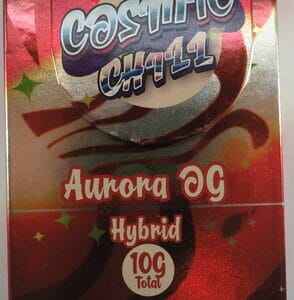 COSMIC
CHILL
Aurora OG
Hybrid
10G
Total